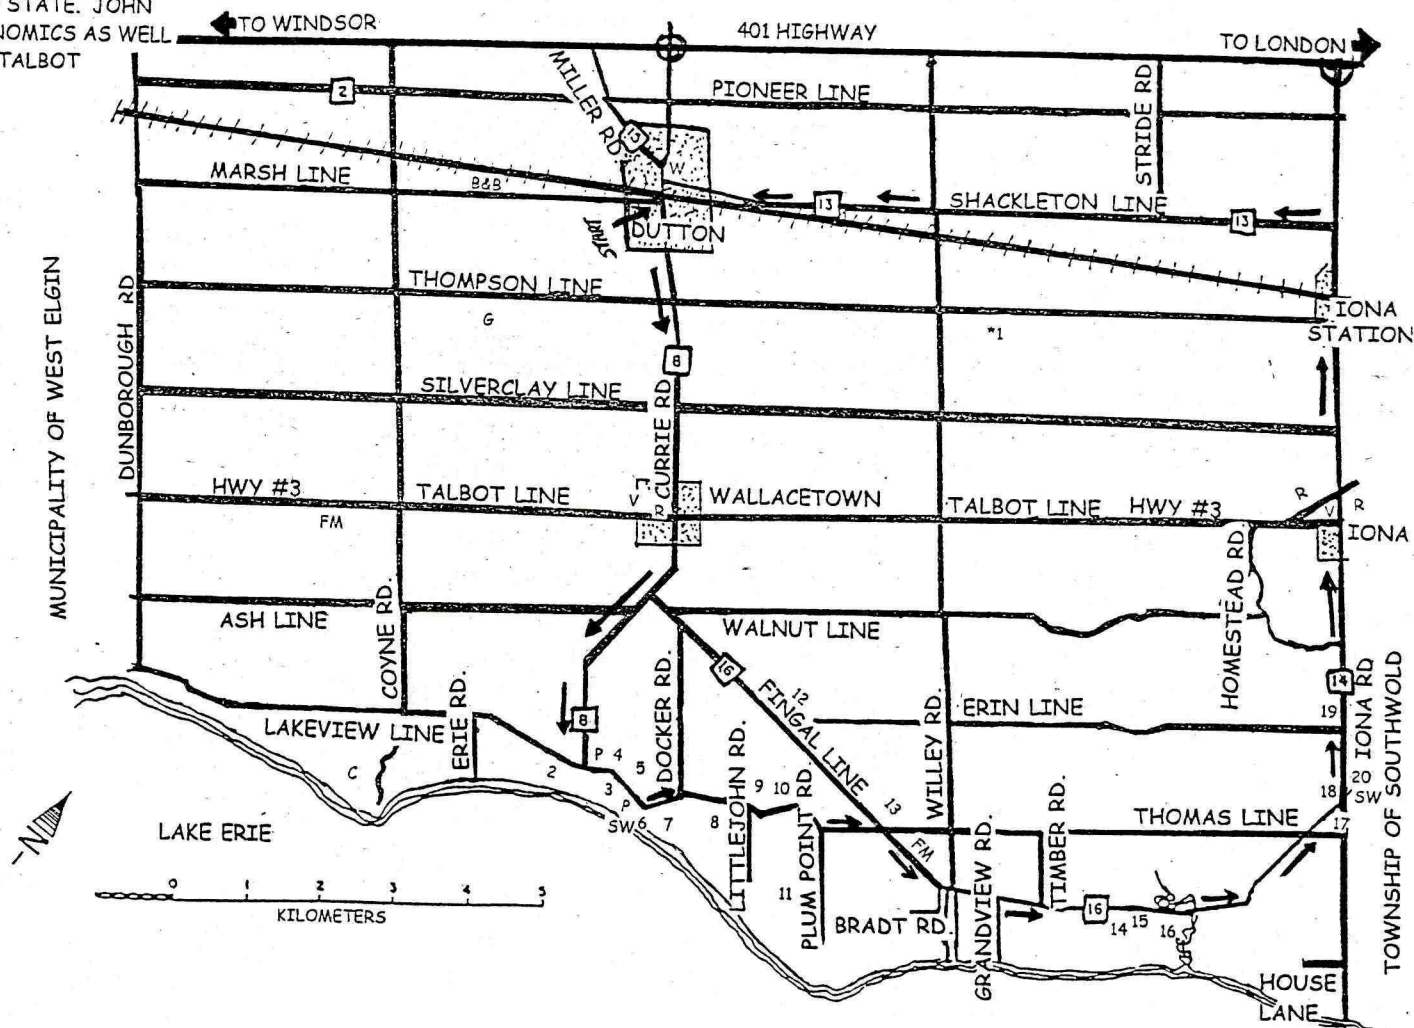 STATE. JOHN
NOMICS AS WELL
TALBOT
TO WINDSOR
401 HIGHWAY
TO LONDON
MILLER RD
2
PIONEER LINE
STRIDE RD
15
W
MARSH LINE
B&B
13
SHACKLETON LINE
13
START
DUTTON
DUNBOROUGH RD
THOMPSON LINE
G
*1
IONA
STATION
8
MUNICIPALITY OF WEST ELGIN
SILVERCLAY LINE
CURRIE RD
HWY #3
TALBOT LINE
V
R
WALLACETOWN
TALBOT LINE
HWY #3
R
V
R
FM
IONA
HOMESTEAD RD.
ASH LINE
COYNE RD.
WALNUT LINE
16
FINGAL LINE
12
14
19
LAKEVIEW LINE
ERIE RD.
8
DOCKER RD.
WILLEY RD.
ERIN LINE
IONA RD
TOWNSHIP OF SOUTHWOLD
C
2
P
4
5
3
P
SW
6
7
8
LITTLEJOHN RD.
9
10
PLUM POINT RD.
11
13
FM
GRANDVIEW RD.
TIMBER RD.
THOMAS LINE
20
18
SW
17
N
LAKE ERIE
0 1 2 3 4 5
KILOMETERS
BRADT RD.
16
14
15
16
HOUSE
LANE